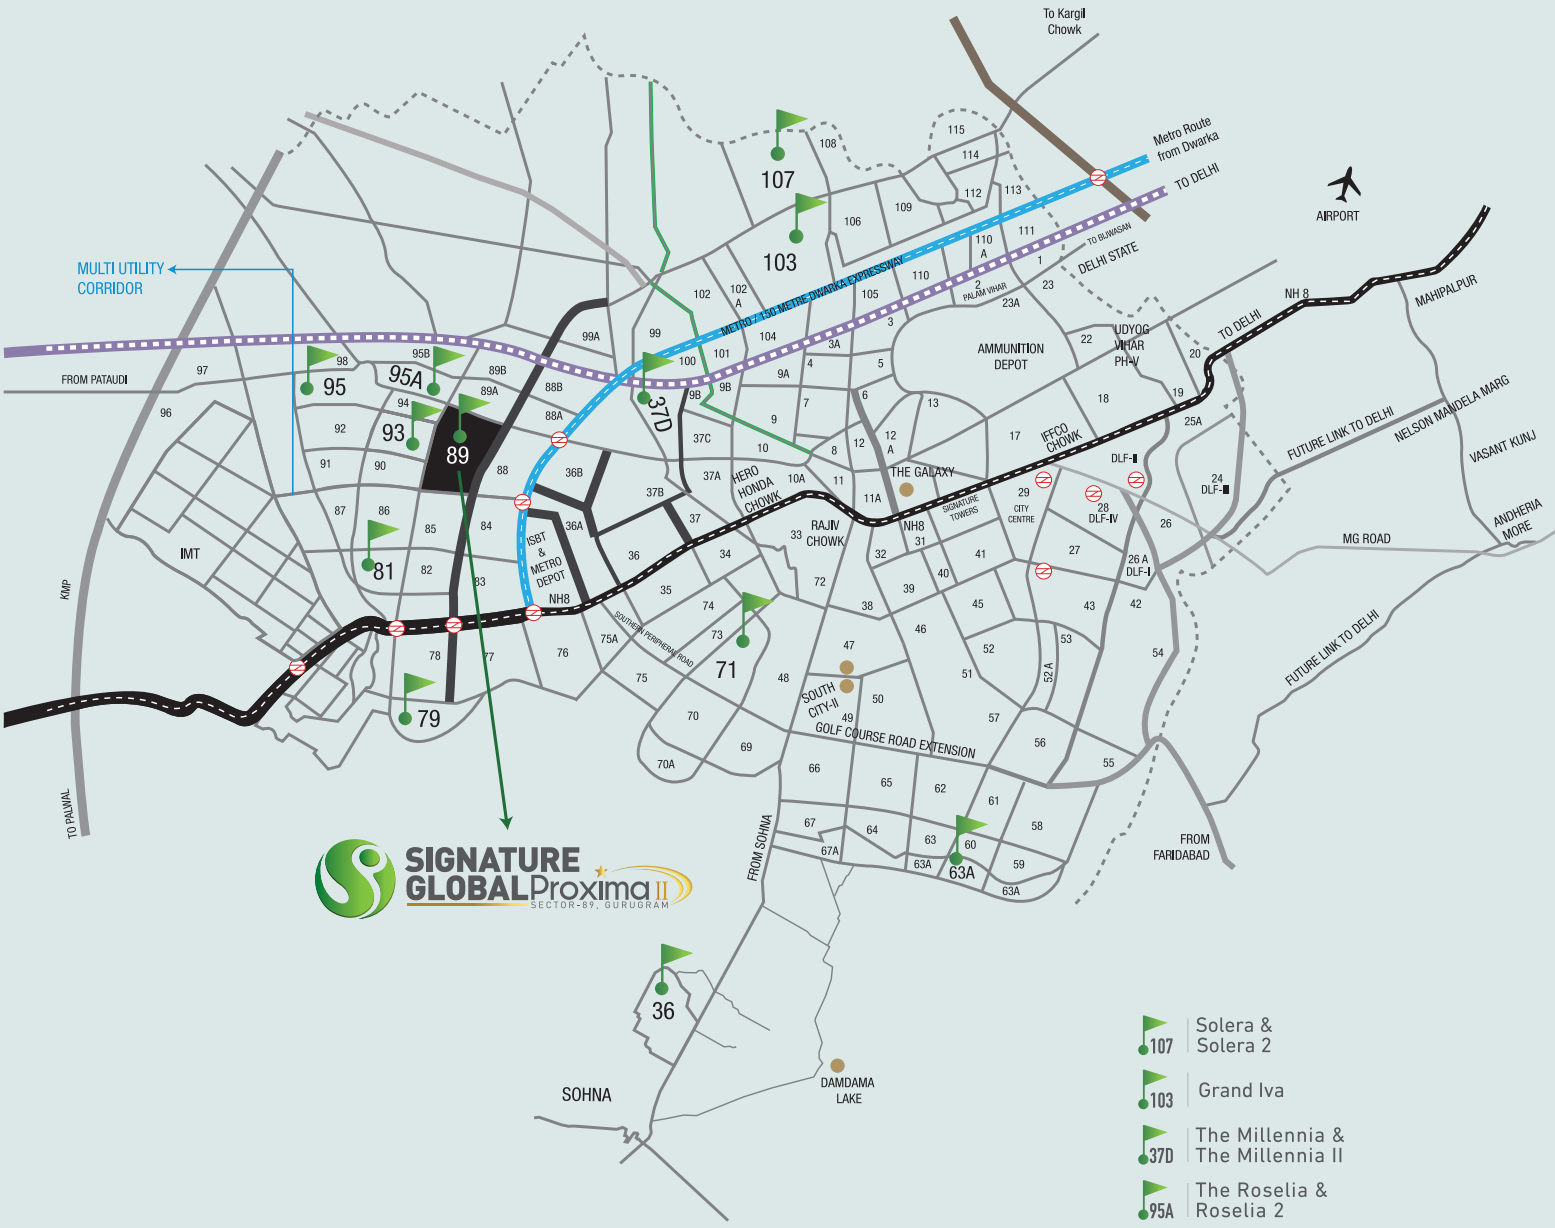 To Kargil
Chowk
115
114
108
107
112
113
Metro Route
from Dwarka
TO DELHI
AIRPORT
106
109
111
110
A
TO BIJWASAN
DELHI STATE
103
MULTI UTILITY
CORRIDOR
METRO / 150 METRE DWARKA EXPRESSWAY
110
2
1
23
PALAM VIHAR
23A
102
102
A
105
NH 8
MAHIPALPUR
TO DELHI
99A
99
104
3
3A
22
UDYOG
VIHAR
PH-V
20
AMMUNITION
DEPOT
97
98
95B
89B
100
101
9A
4
5
FROM PATAUDI
95
95A
89A
88B
9B
9B
37D
7
6
13
18
19
96
94
93
88A
92
89
37C
9
10
8
12
12
A
17
IFFCO
CHOWK
25A
FUTURE LINK TO DELHI
NELSON MANDELA MARG
VASANT KUNJ
91
90
88
36B
37A
HERO
HONDA
CHOWK
10A
11
THE GALAXY
DLF-II
24
DLF-III
37B
11A
SIGNATURE
TOWERS
29
CITY
CENTRE
28
DLF-IV
87
86
85
84
36A
37
33
RAJIV
CHOWK
NH8
31
26
ANDHERIA
MORE
MG ROAD
IMT
ISBT
&
METRO
DEPOT
36
34
32
41
27
26 A
DLF-I
KMP
81
82
83
NH8
35
74
72
39
40
38
45
43
42
SOUTHERN PERIPHERAL ROAD
73
46
75A
47
52
53
54
FUTURE LINK TO DELHI
78
77
76
75
71
48
51
52 A
SOUTH
CITY-II
50
49
79
70
57
GOLF COURSE ROAD EXTENSION
56
69
70A
66
65
62
61
55
TO PALWAL
58
67
64
63
60
FROM
FARIDABAD
67A
63A
63A
59
63A
FROM SOHNA
SIGNATURE
GLOBAL Proxima II
SECTOR-89, GURUGRAM
36
SOHNA
DAMDAMA
LAKE
107
Solera &
Solera 2
103
Grand Iva
37D
The Millennia &
The Millennia II
95A
The Roselia &
Roselia 2